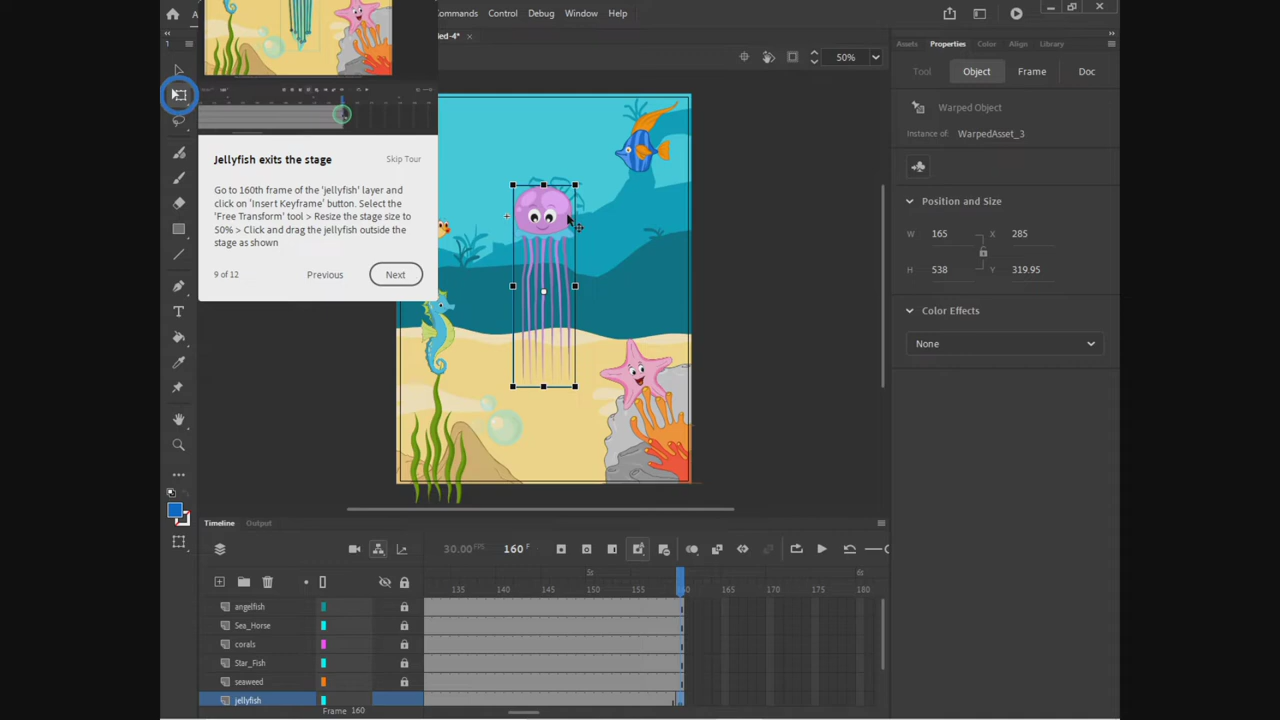 A
Commands
Control
Debug
Window
Help
ed-4*
50%
Assets
Properties
Color
Align
Library
1
Tool
Object
Frame
Doc
Warped Object
Instance of:
WarpedAsset_3
Jellyfish exits the stage
Skip Tour
Go to 160th frame of the 'jellyfish' layer and
click on 'Insert Keyframe' button. Select the
'Free Transform' tool > Resize the stage size to
50% > Click and drag the jellyfish outside the
stage as shown
9 of 12
Previous
Next
Position and Size
W
165
X
285
H
538
Y
319.95
Color Effects
None
Timeline
Output
30.00 FPS
160 F
5s
6s
135
140
145
150
155
160
165
170
175
180
angelfish
Sea_Horse
corals
Star_Fish
seaweed
jellyfish
Frame 160